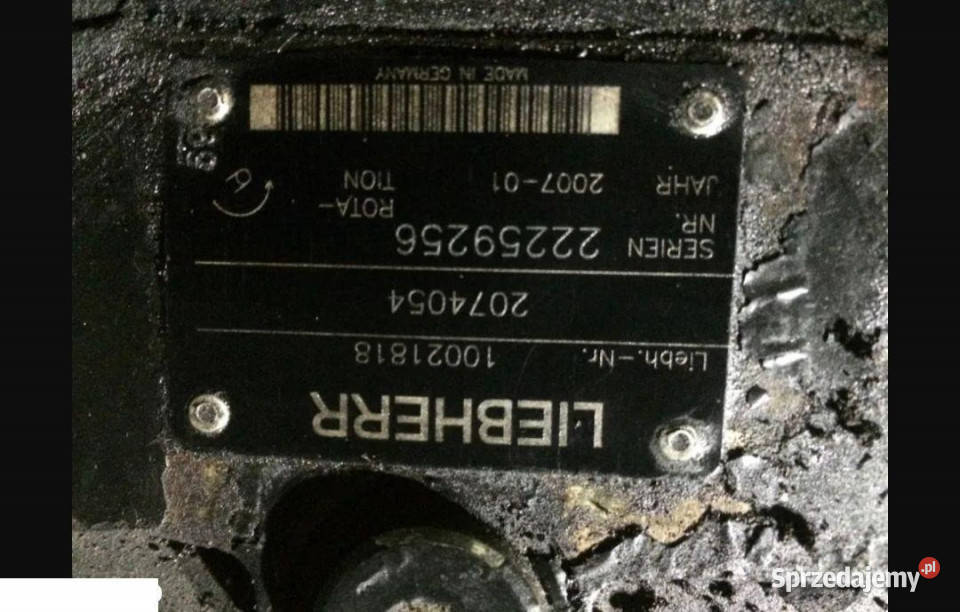 LIEBHERR
Liebh.-Nr. 10021818
2074054
SERIEN NR. 22259256
ROTA-
TION
JAHR 2007-01
MADE IN GERMANY
Sprzedajemy.pl